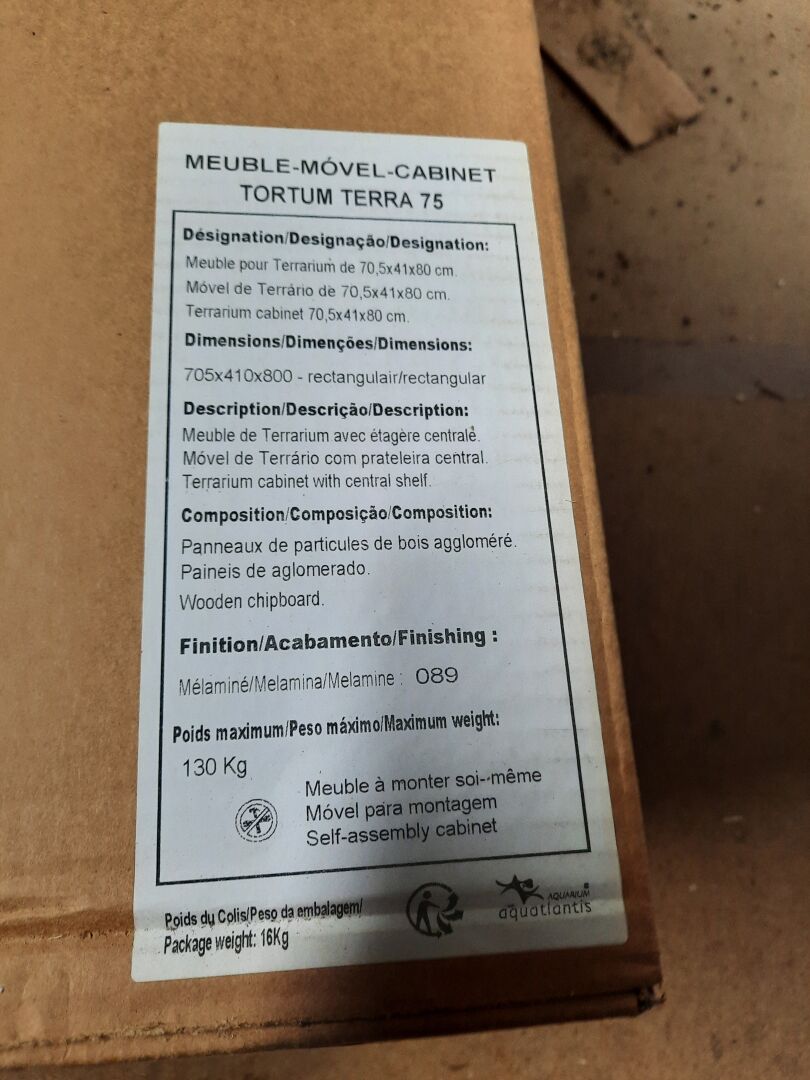 MEUBLE-MÓVEL-CABINET
TORTUM TERRA 75
Désignation/Designação/Designation:
Meuble pour Terrarium de 70,5x41x80 cm.
Móvel de Terrário de 70,5x41x80 cm.
Terrarium cabinet 70,5x41x80 cm.
Dimensions/Dimenções/Dimensions:
705x410x800 - rectangulair/rectangular
Description/Descrição/Description:
Meuble de Terrarium avec étagère centrale.
Móvel de Terrário com prateleira central.
Terrarium cabinet with central shelf.
Composition/Composição/Composition:
Panneaux de particules de bois aggloméré.
Paineis de aglomerado.
Wooden chipboard.
Finition/Acabamento/Finishing :
Mélaminé/Melamina/Melamine : 089
Poids maximum/Peso máximo/Maximum weight:
130 Kg
Meuble à monter soi-même
Móvel para montagem
Self-assembly cabinet
Poids du Colis/Peso da embalagem/
Package weight: 16Kg
AQUARIUM
aquatlantis